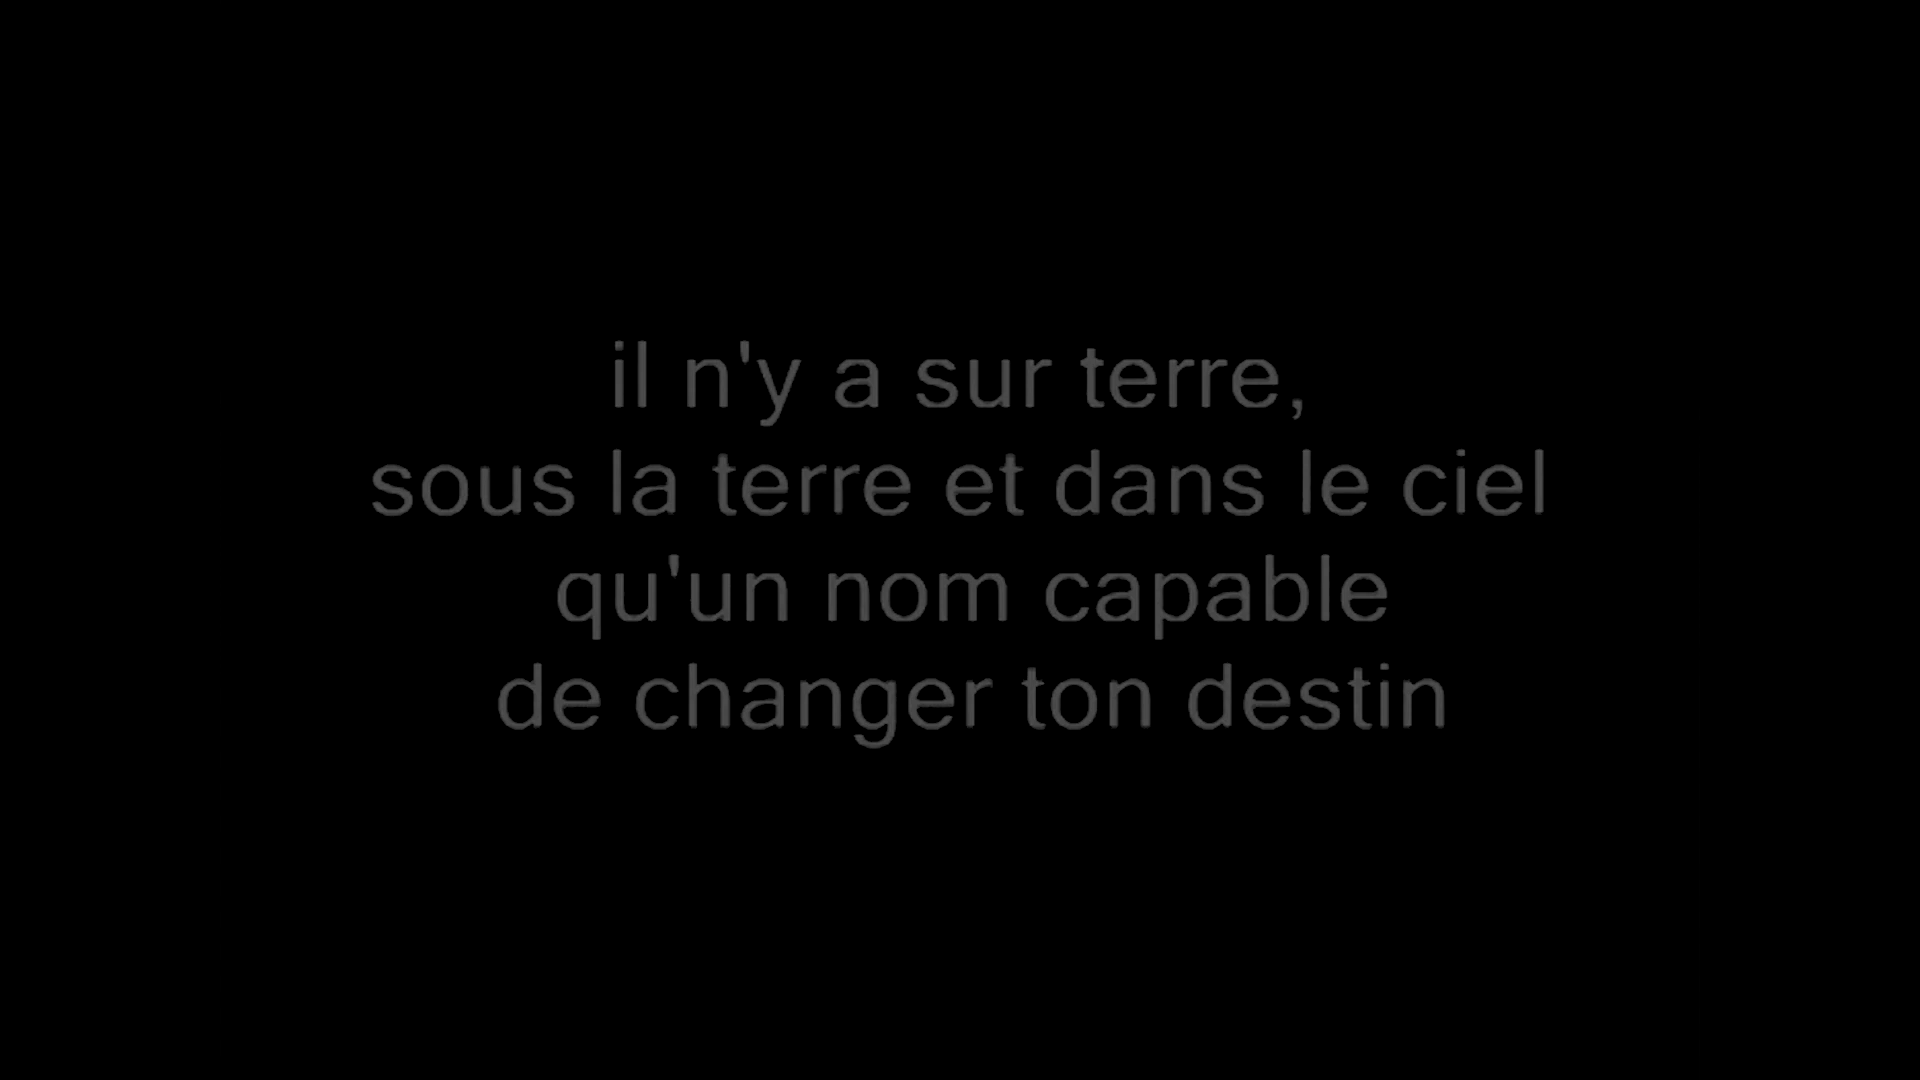 il n'y a sur terre,
sous la terre et dans le ciel
qu'un nom capable
de changer ton destin